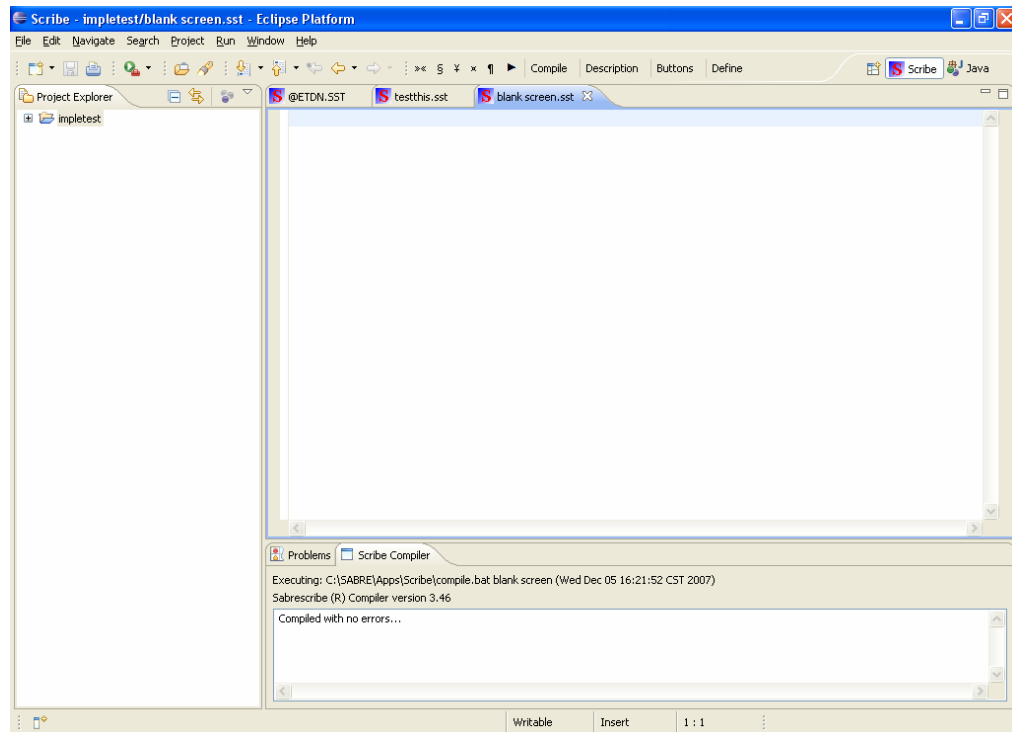 Scribe - impletest/blank screen.sst - Eclipse Platform
File Edit Navigate Search Project Run Window Help
»« § ¥ × ¶ ► Compile Description Buttons Define S Scribe J Java
Project Explorer
S @ETDN.SST S testthis.sst S blank screen.sst
impletest
Problems Scribe Compiler
Executing: C:\SABRE\Apps\Scribe\compile.bat blank screen (Wed Dec 05 16:21:52 CST 2007)
Sabrescribe (R) Compiler version 3.46
Compiled with no errors...
Writable Insert 1 : 1